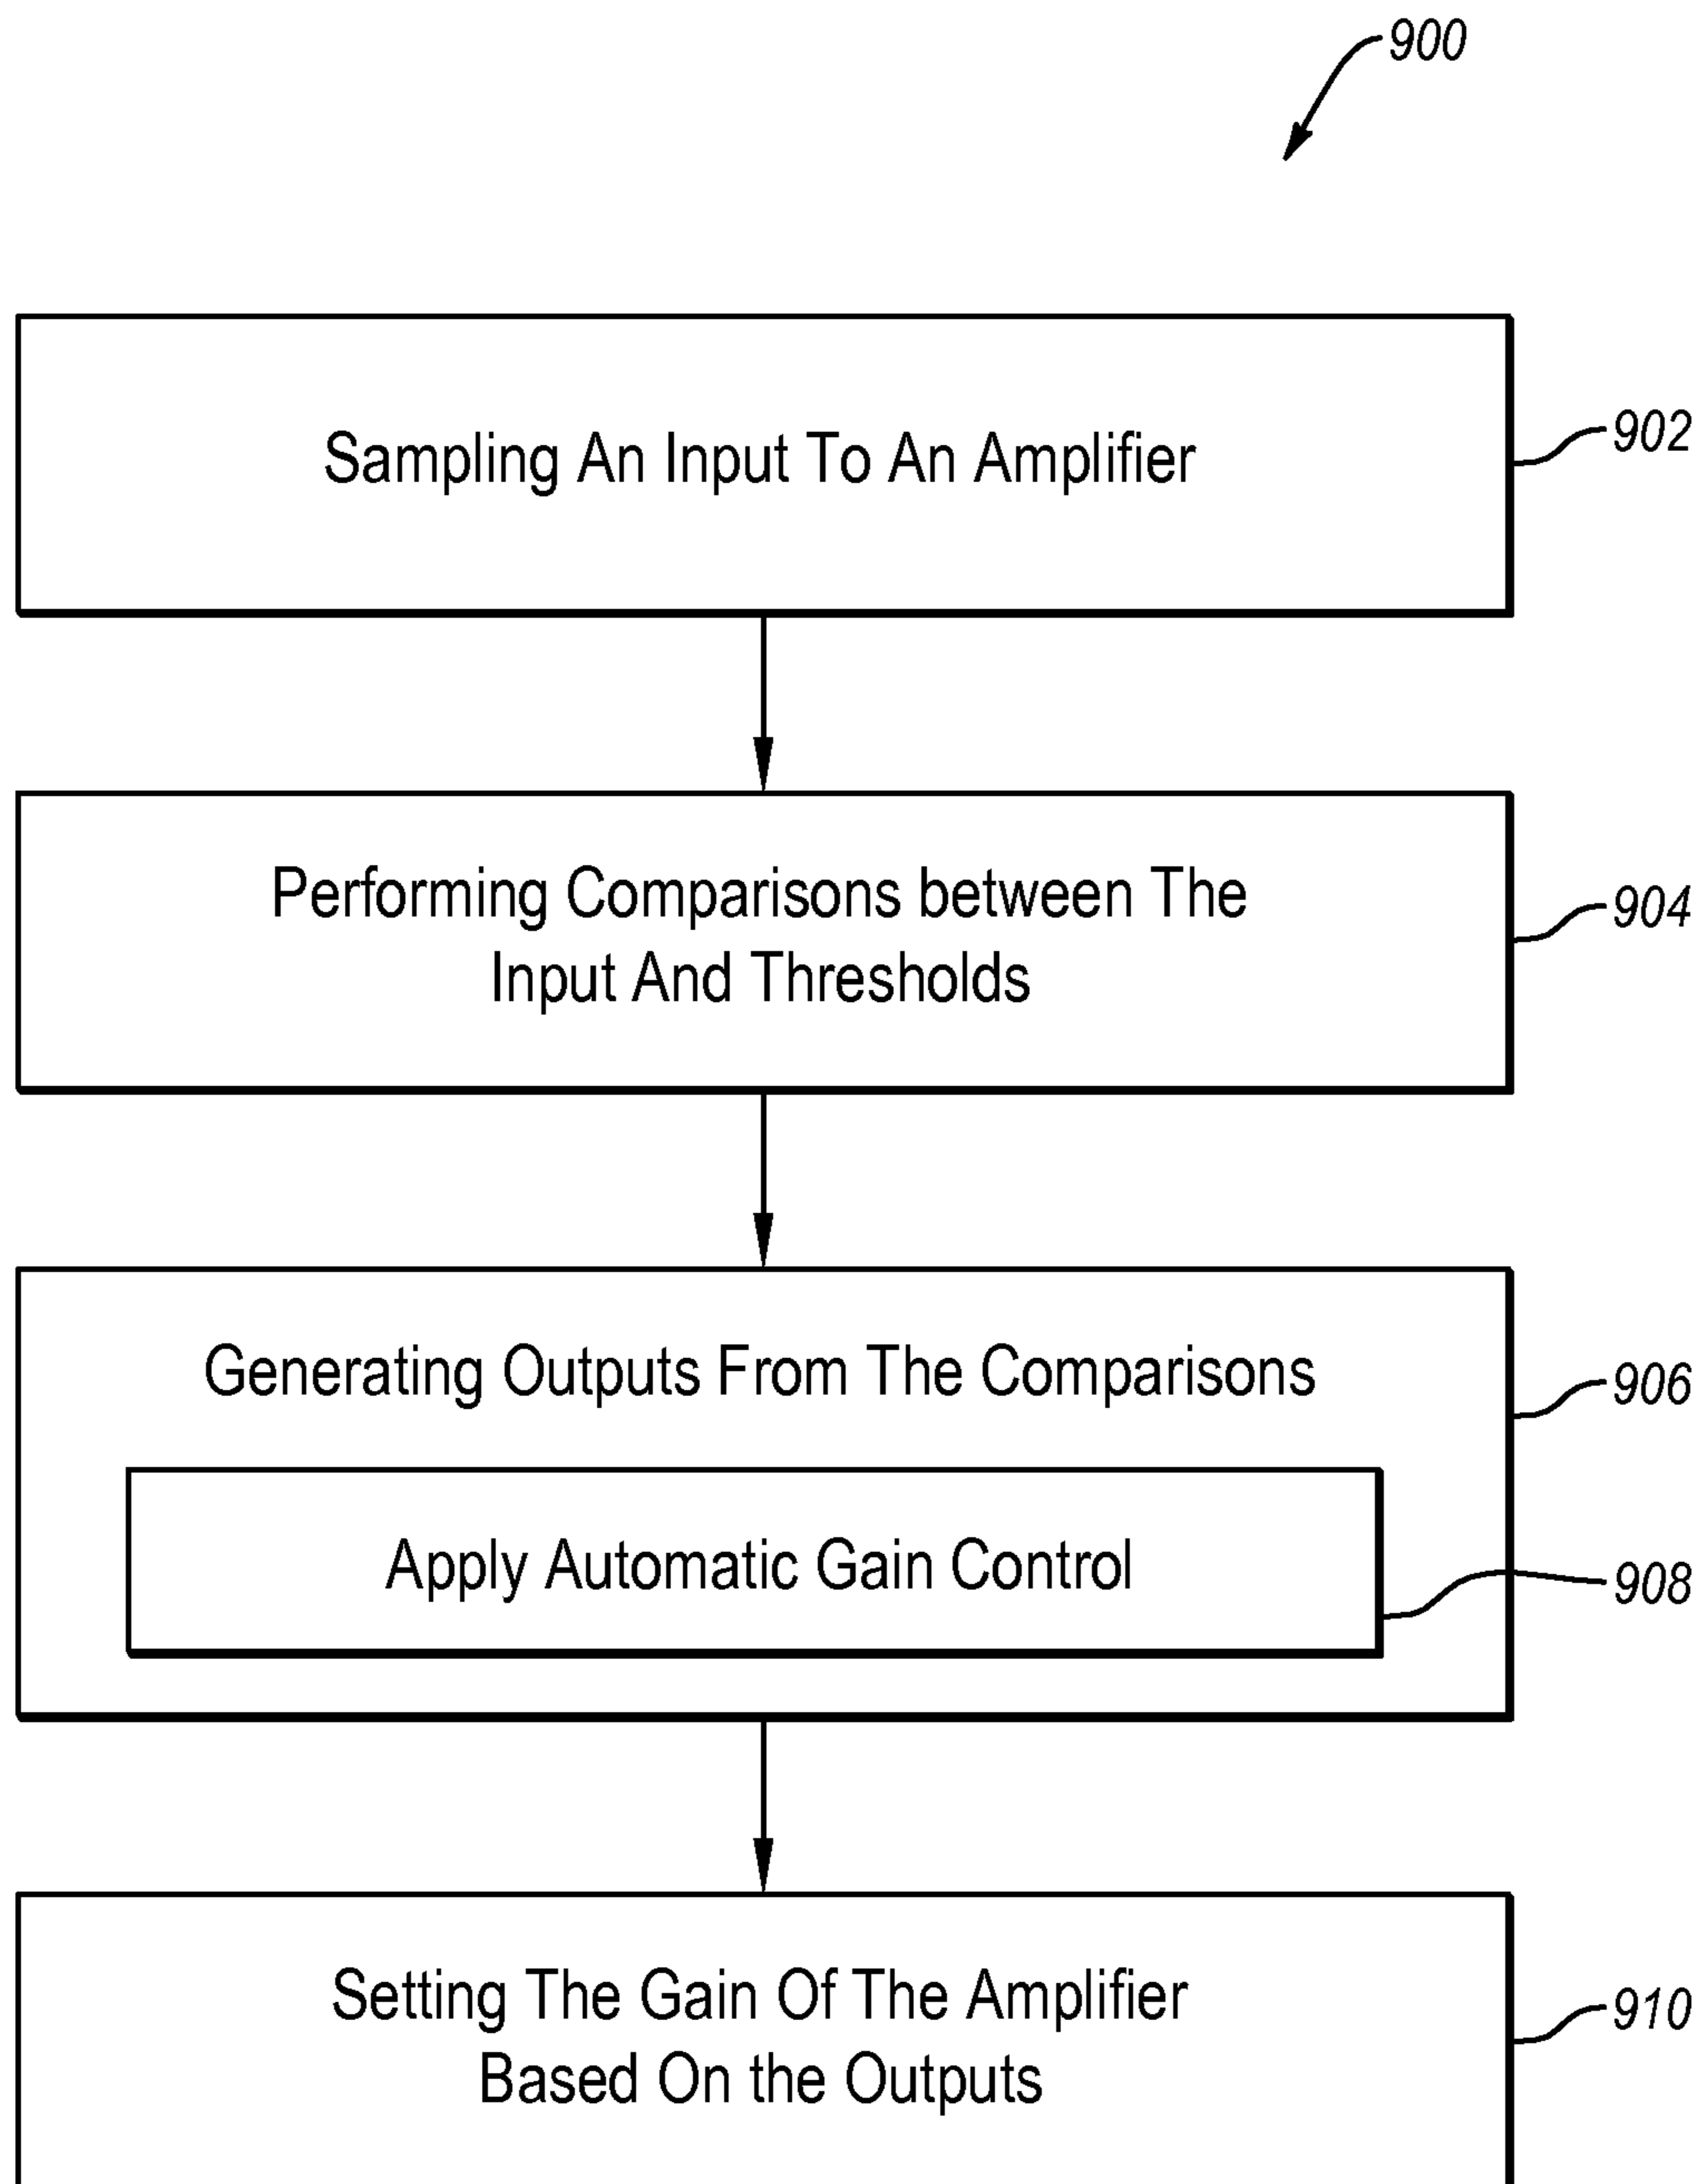 900
Sampling An Input To An Amplifier
902
Performing Comparisons between The
Input And Thresholds
904
Generating Outputs From The Comparisons
906
Apply Automatic Gain Control
908
Setting The Gain Of The Amplifier
Based On the Outputs
910